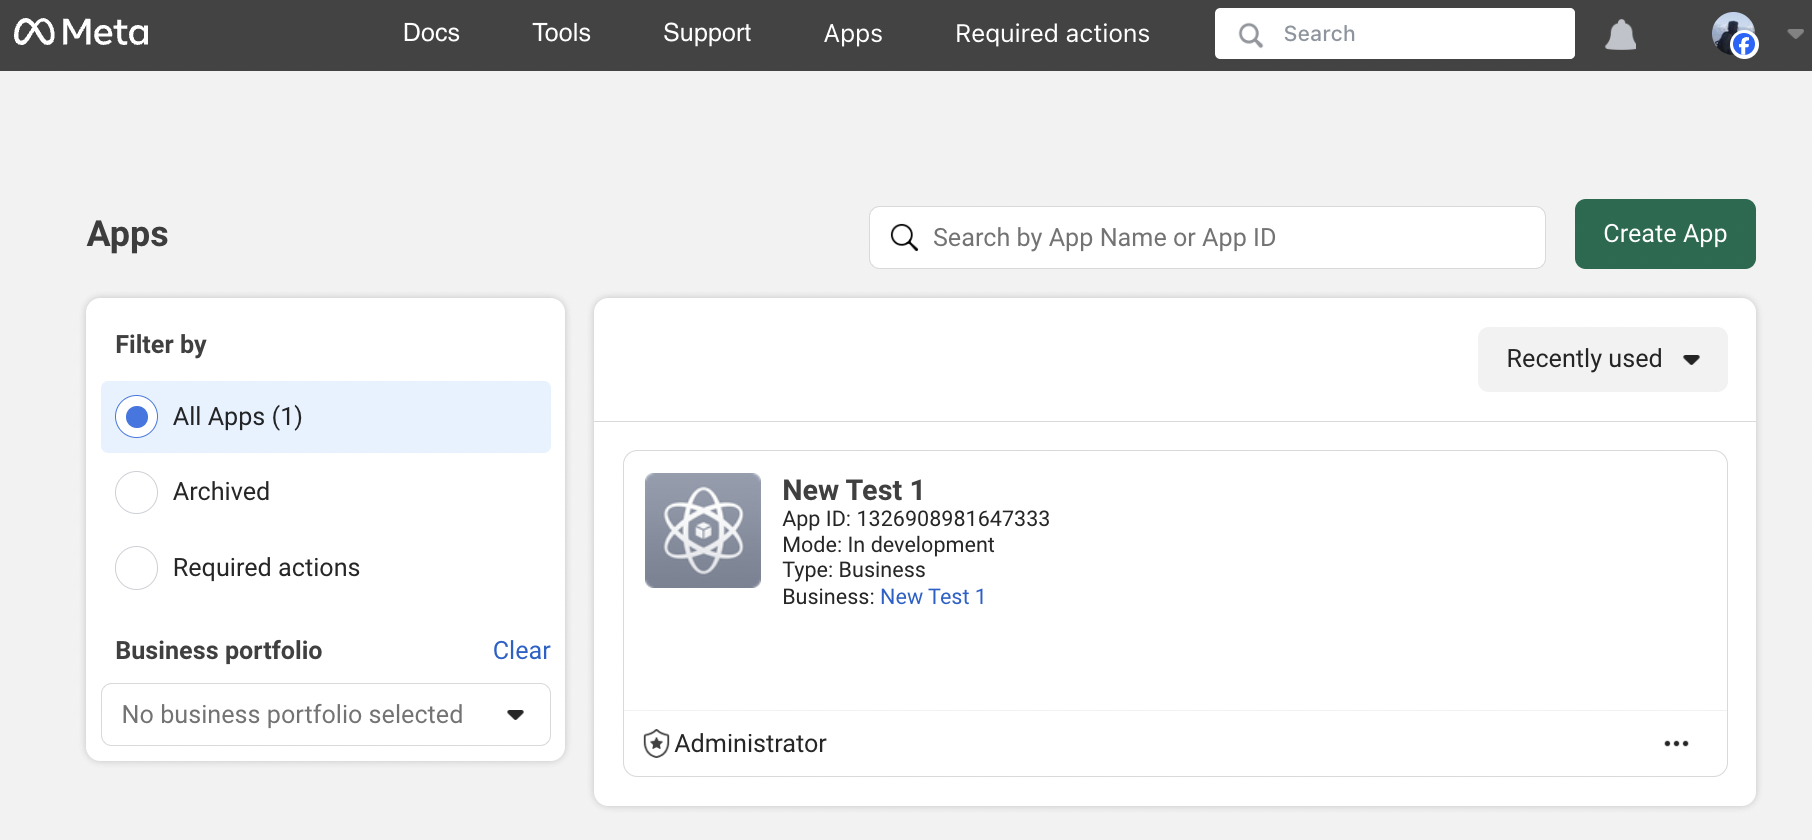 Meta
Docs
Tools
Support
Apps
Required actions
Search
Apps
Search by App Name or App ID
Create App
Filter by
All Apps (1)
Archived
Required actions
Business portfolio
Clear
No business portfolio selected
Recently used
New Test 1
App ID: 1326908981647333
Mode: In development
Type: Business
Business: New Test 1
Administrator